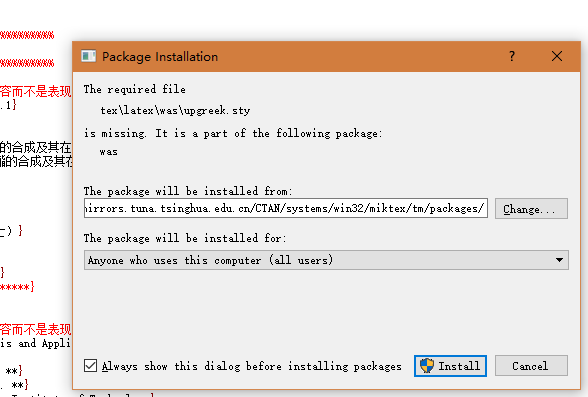 %%%%%%%%%
Package Installation
%%%%%%%%%
The required file
容而不是表现
tex\latex\was\upgreek.sty
.1}
is missing. It is a part of the following package:
的合成及其在
was
酯的合成及其在
The package will be installed from:
irrors.tuna.tsinghua.edu.cn/CTAN/systems/win32/miktex/tm/packages/
Change...
）}
The package will be installed for:
Anyone who uses this computer (all users)
}
*****}
容而不是表现
is and Appli
Always show this dialog before installing packages
Install
Cancel
**}
. **}